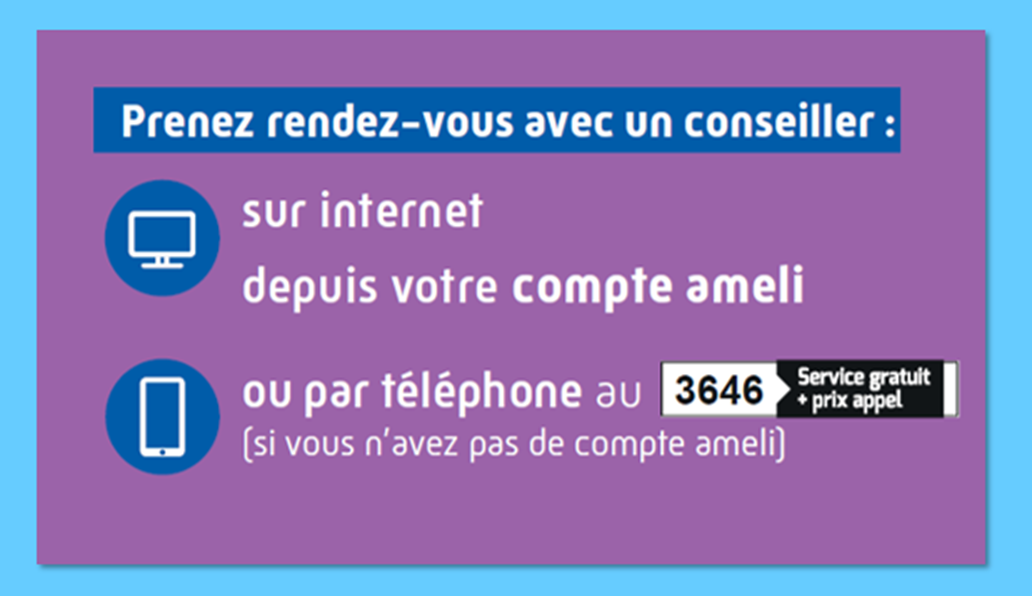 Prenez rendez-vous avec un conseiller :
sur internet
depuis votre compte ameli
ou par téléphone au 3646 Service gratuit
+ prix appel
(si vous n'avez pas de compte ameli)